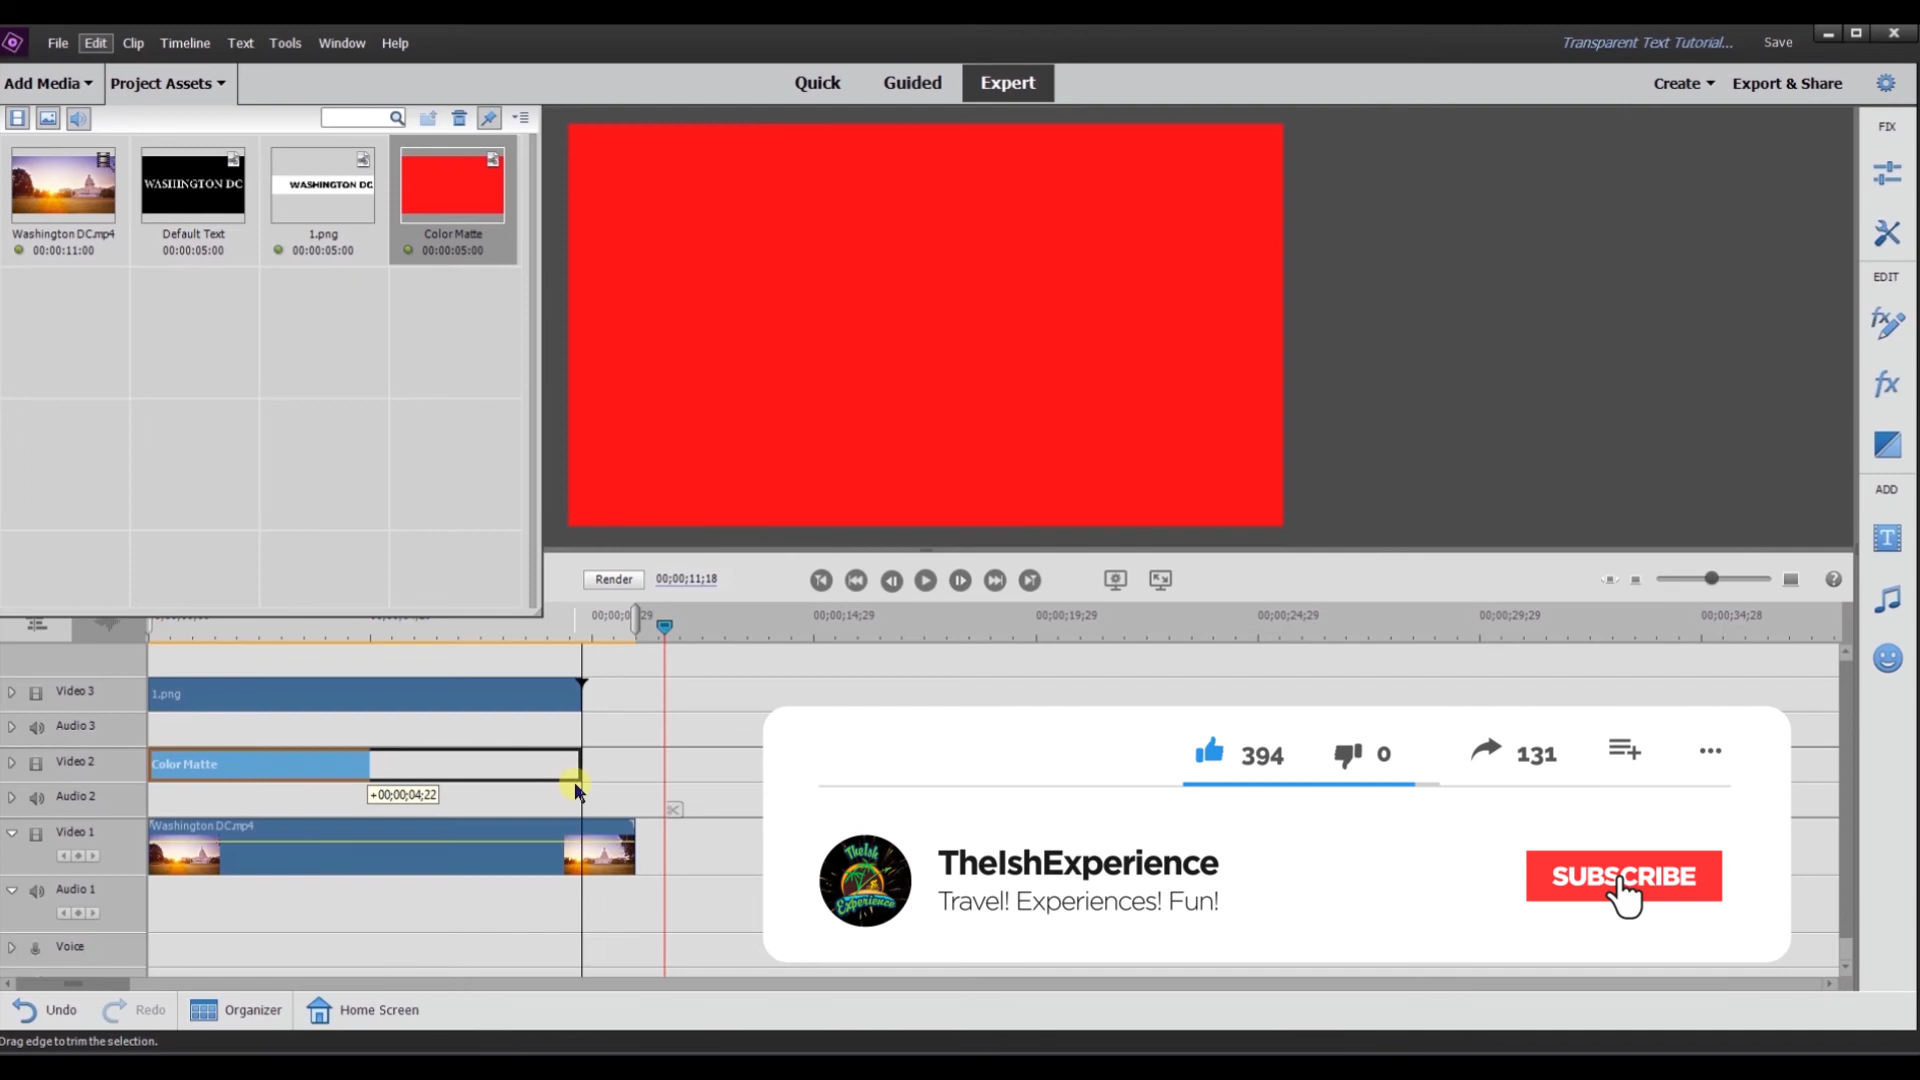 File Edit Clip Timeline Text Tools Window Help
Transparent Text Tutorial... Save
Add Media Project Assets
Quick Guided Expert
Create Export & Share
FIX
EDIT
ADD
WASHINGTON DC
WASHINGTON DC
Washington DC.mp4 Default Text 1.png Color Matte
00:00:11:00 00:00:05:00 00:00:05:00 00:00:05:00
Render 00;00;11;18
00;00;14;29 00;00;19;29 00;00;24;29 00;00;29;29 00;00;34;28
Video 3 1.png
Audio 3
Video 2 Color Matte
+00;00;04;22
Audio 2
Video 1 Washington DC.mp4
Audio 1
Voice
394 0 131
TheIshExperience
Travel! Experiences! Fun!
SUBSCRIBE
TheIsh
Experience
Undo Redo Organizer Home Screen
Drag edge to trim the selection.